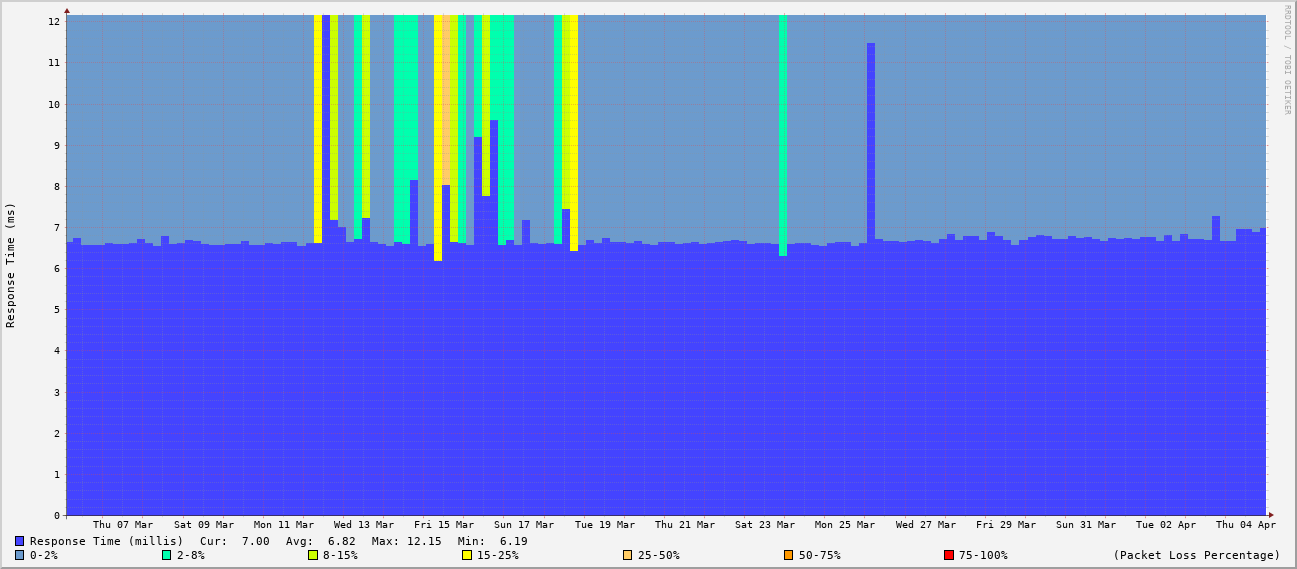 RRDTOOL / TOBI OETIKER
Response Time (ms)
12
11
10
9
8
7
6
5
4
3
2
1
0
Thu 07 Mar Sat 09 Mar Mon 11 Mar Wed 13 Mar Fri 15 Mar Sun 17 Mar Tue 19 Mar Thu 21 Mar Sat 23 Mar Mon 25 Mar Wed 27 Mar Fri 29 Mar Sun 31 Mar Tue 02 Apr Thu 04 Apr
Response Time (millis) Cur: 7.00 Avg: 6.82 Max: 12.15 Min: 6.19
0-2% 2-8% 8-15% 15-25% 25-50% 50-75% 75-100% (Packet Loss Percentage)